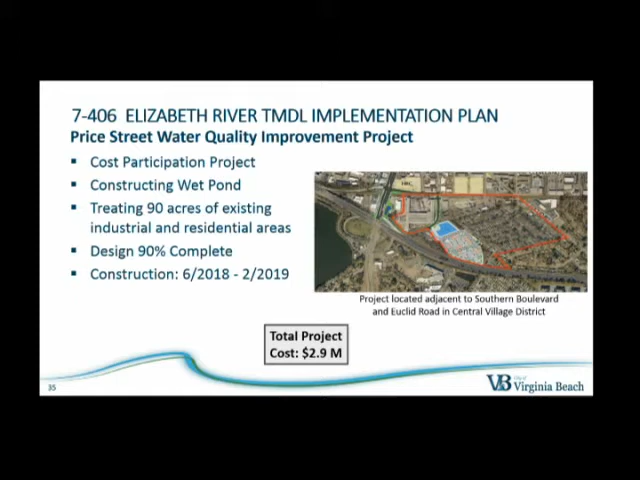 7-406 ELIZABETH RIVER TMDL IMPLEMENTATION PLAN
Price Street Water Quality Improvement Project
▪ Cost Participation Project
▪ Constructing Wet Pond
▪ Treating 90 acres of existing
industrial and residential areas
▪ Design 90% Complete
▪ Construction: 6/2018 - 2/2019
Project located adjacent to Southern Boulevard
and Euclid Road in Central Village District
Total Project
Cost: $2.9 M
35
VB City of
Virginia Beach